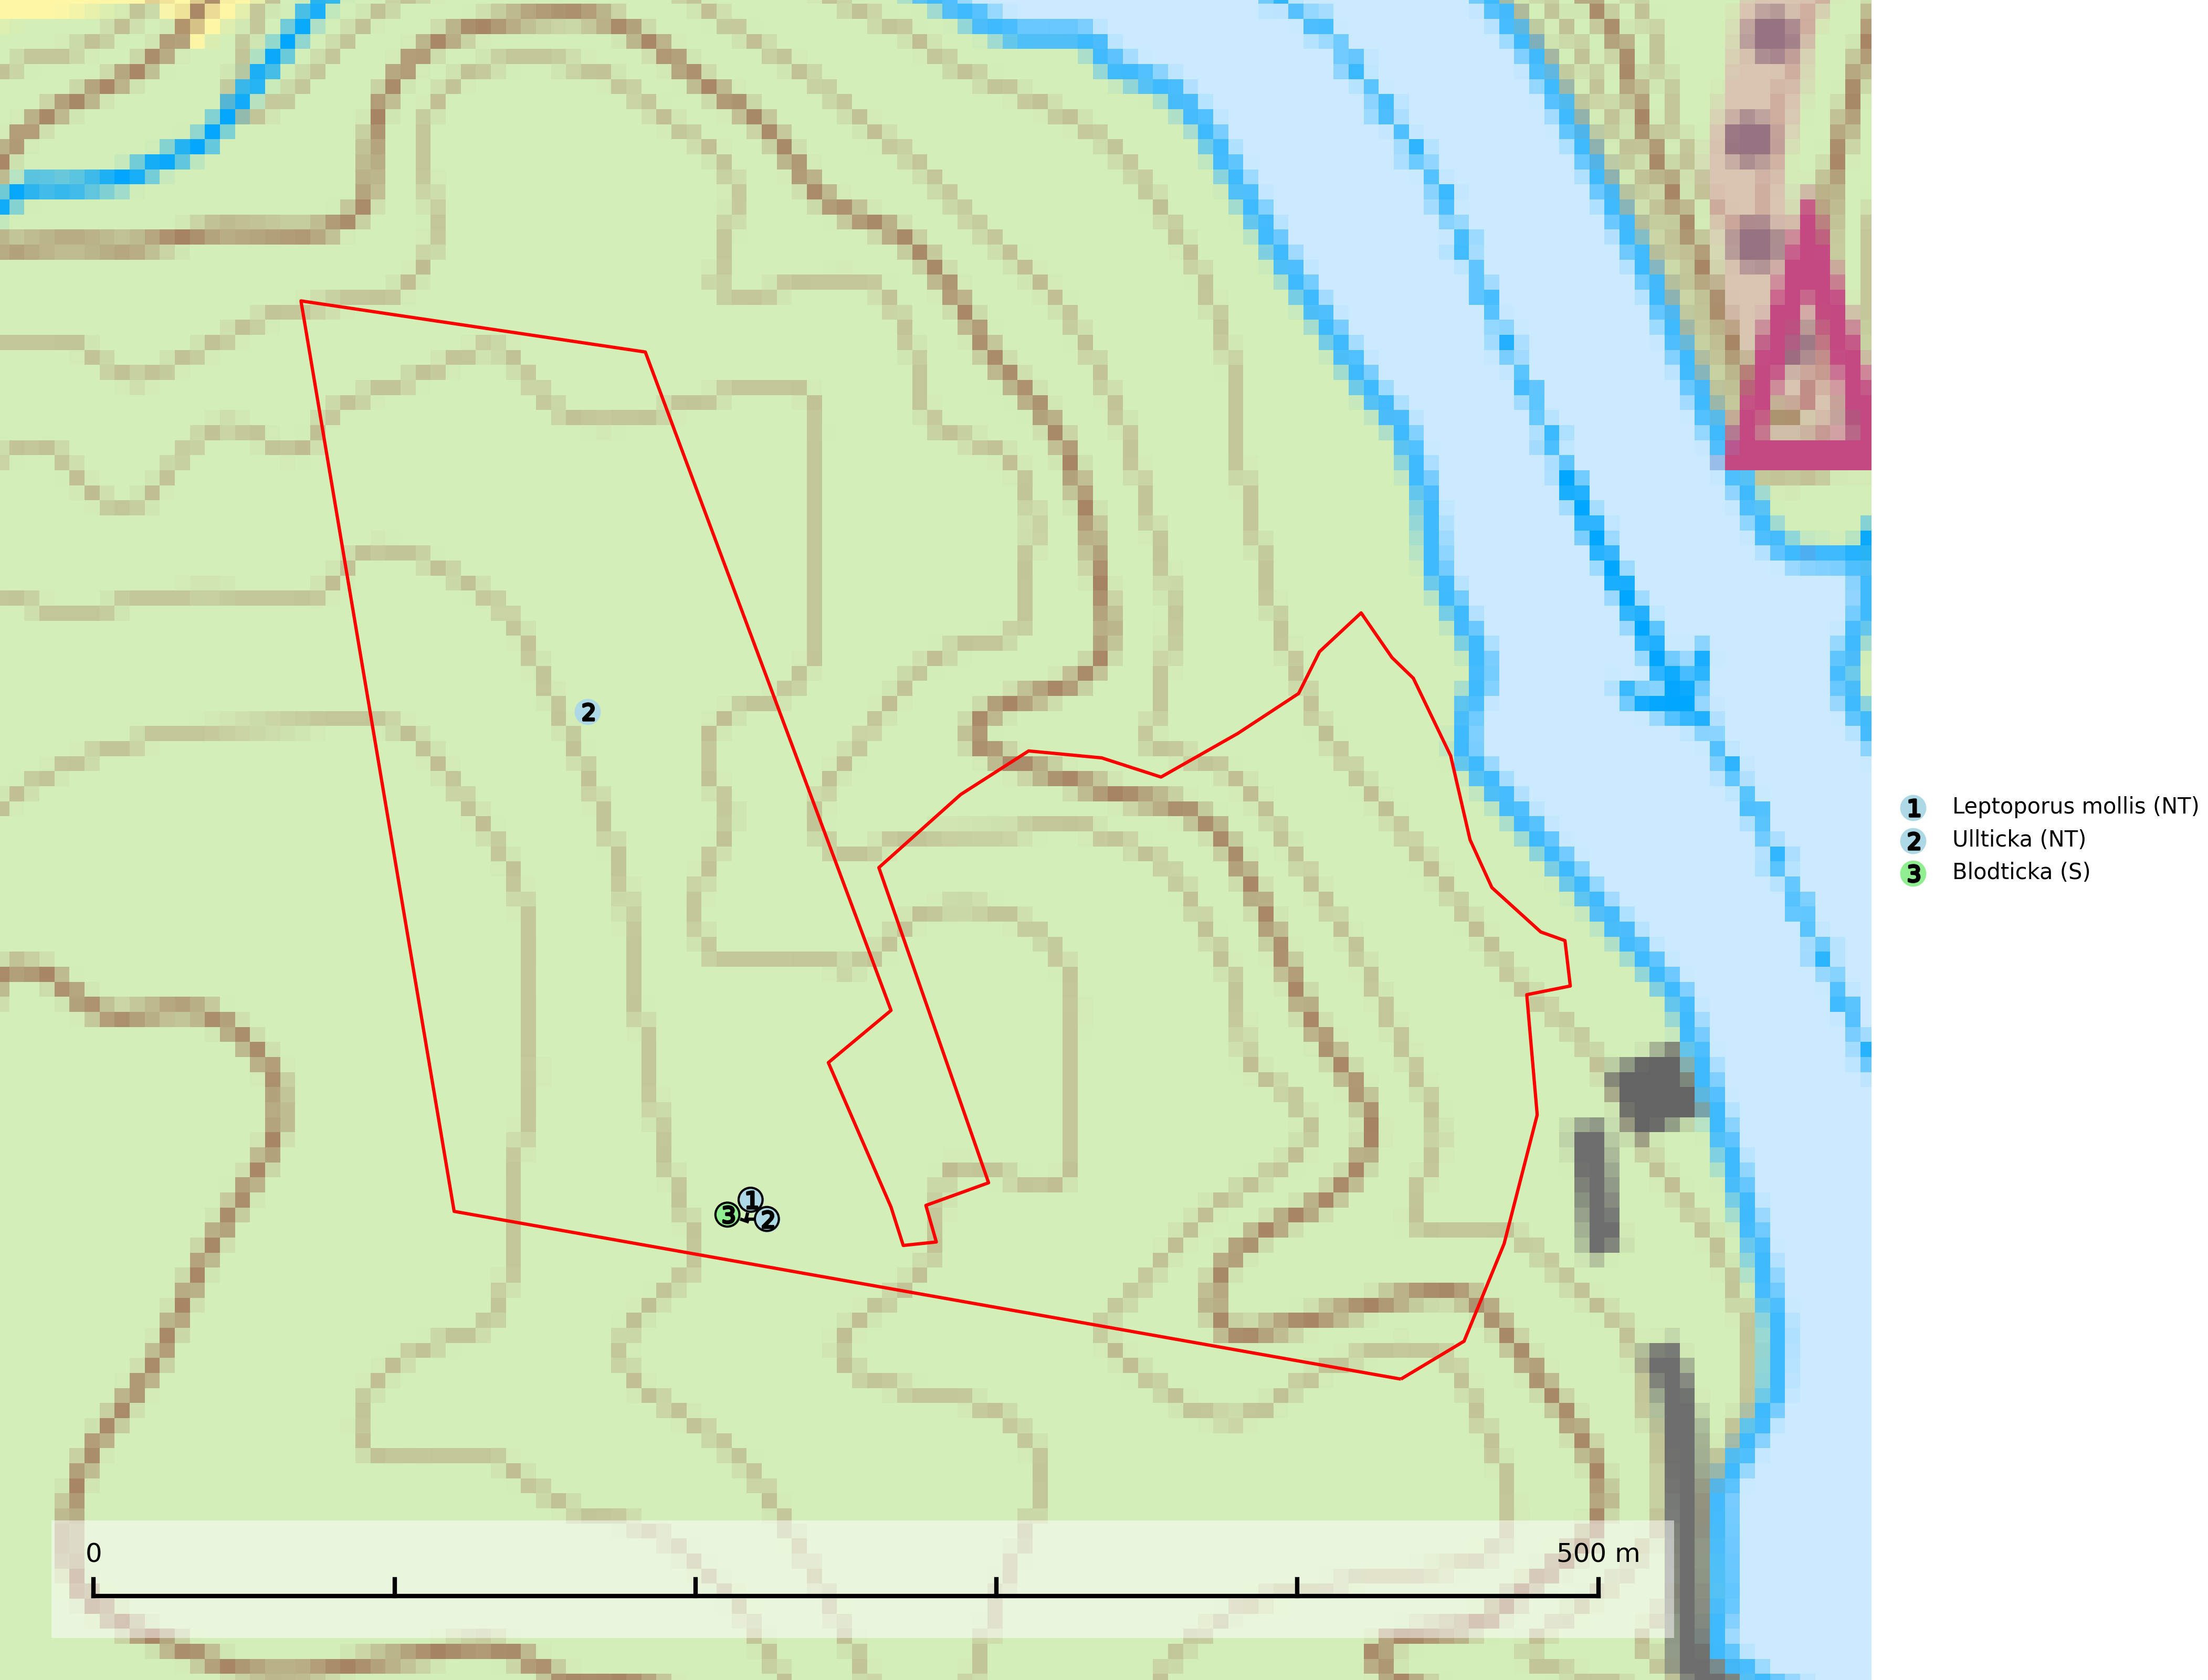 2
1
3
2
1 Leptoporus mollis (NT)
2 Ullticka (NT)
3 Blodticka (S)
0 500 m